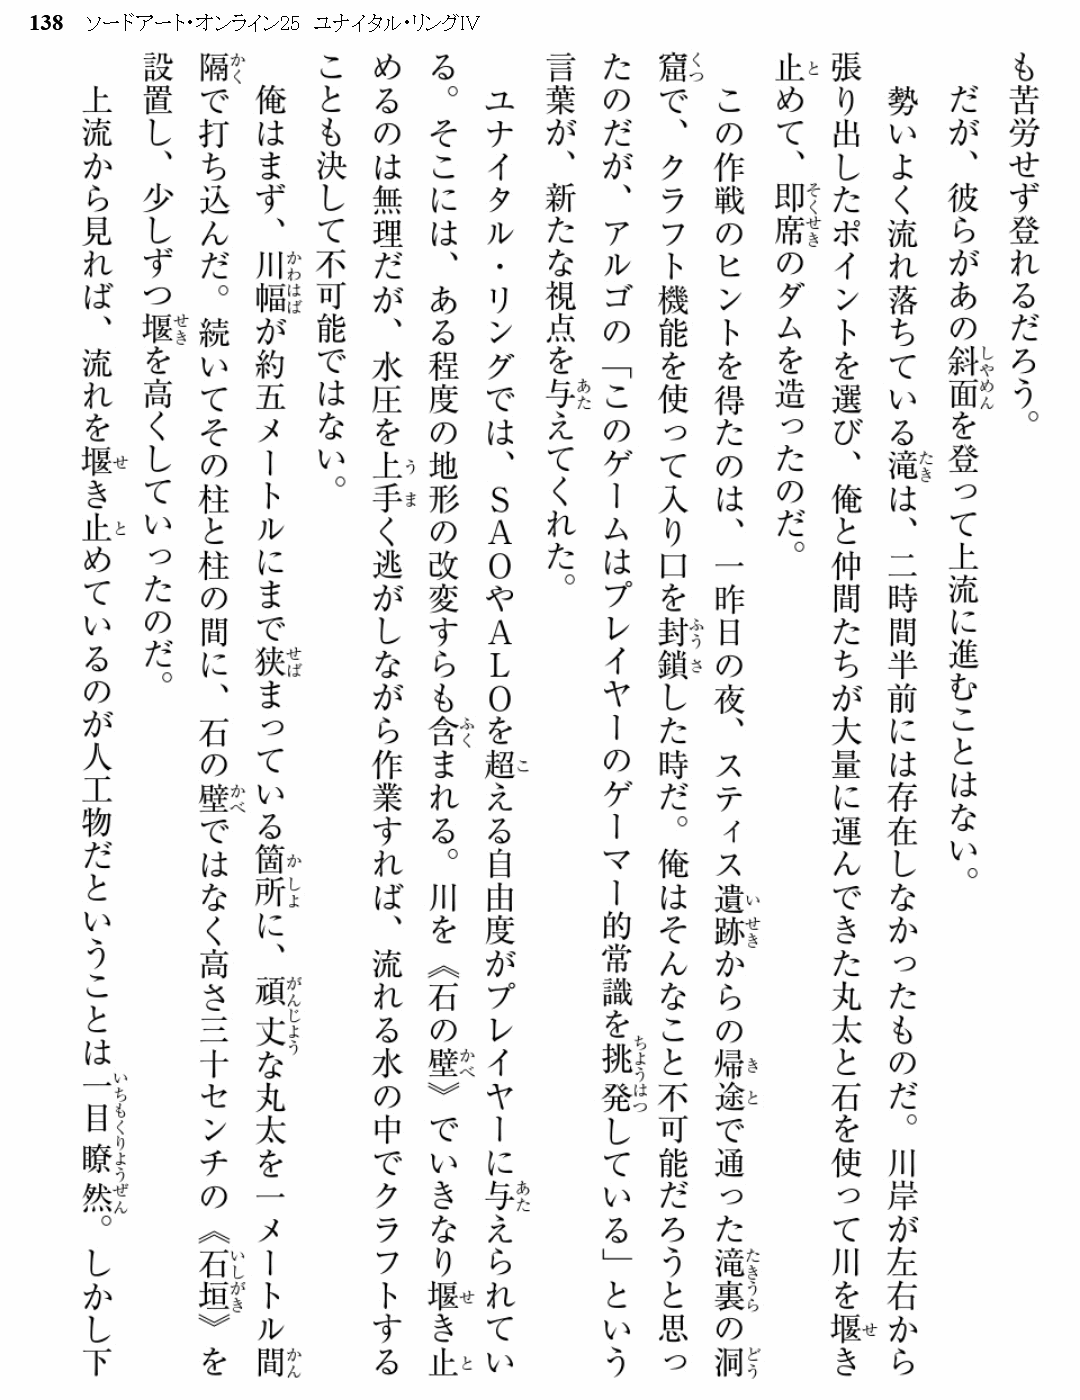 138 ソードアート・オンライン25 ユナイタル・リングIV
も苦労せず登れるだろう。
だが、彼らがあの斜面を登って上流に進むことはない。
勢いよく流れ落ちている滝は、二時間半前には存在しなかったものだ。川岸が左右から
張り出したポイントを選び、俺と仲間たちが大量に運んできた丸太と石を使って川を堰き
止めて、即席のダムを造ったのだ。
この作戦のヒントを得たのは、一昨日の夜、スティス遺跡からの帰途で通った滝裏の洞
窟で、クラフト機能を使って入り口を封鎖した時だ。俺はそんなこと不可能だろうと思っ
たのだが、アルゴの「このゲームはプレイヤーのゲーマー的常識を挑発している」という
言葉が、新たな視点を与えてくれた。
ユナイタル・リングでは、ＳＡＯやＡＬＯを超える自由度がプレイヤーに与えられてい
る。そこには、ある程度の地形の改変すらも含まれる。川を《石の壁》でいきなり堰き止
めるのは無理だが、水圧を上手く逃がしながら作業すれば、流れる水の中でクラフトする
ことも決して不可能ではない。
俺はまず、川幅が約五メートルにまで狭まっている箇所に、頑丈な丸太を一メートル間
隔で打ち込んだ。続いてその柱と柱の間に、石の壁ではなく高さ三十センチの《石垣》を
設置し、少しずつ堰を高くしていったのだ。
上流から見れば、流れを堰き止めているのが人工物だということは一目瞭然。しかし下